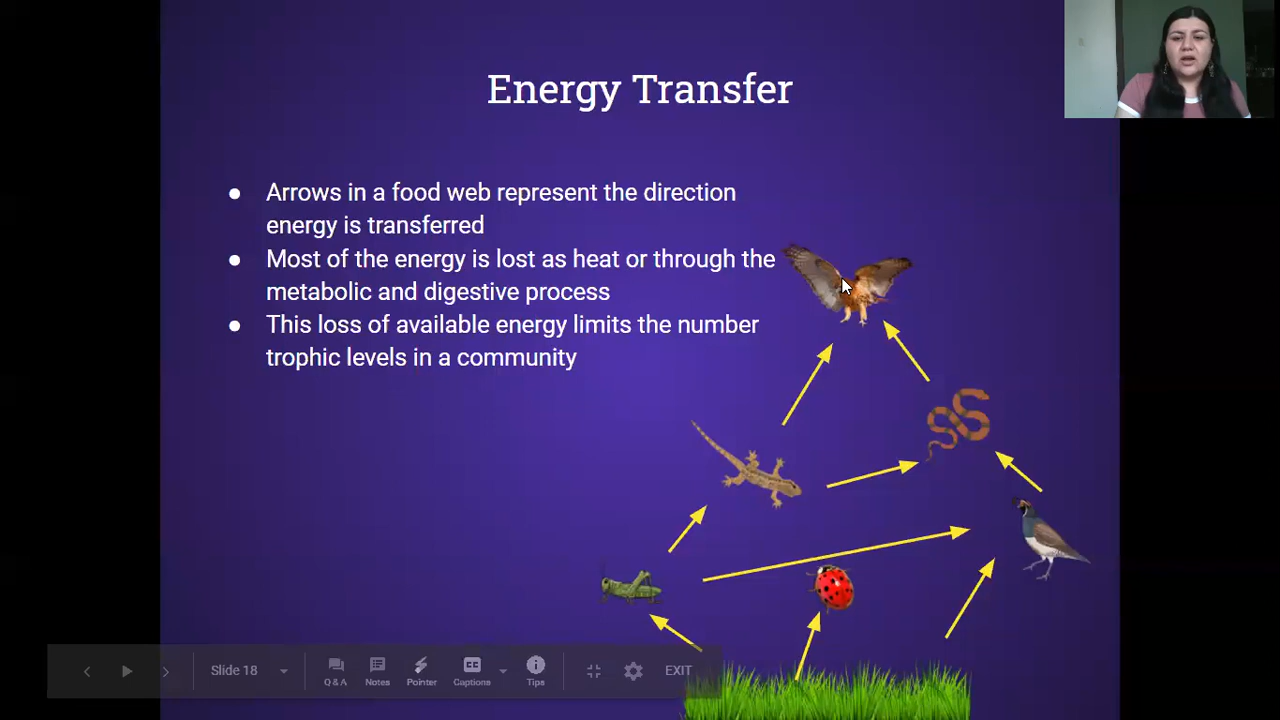 Energy Transfer
● Arrows in a food web represent the direction
energy is transferred
● Most of the energy is lost as heat or through the
metabolic and digestive process
● This loss of available energy limits the number
trophic levels in a community
Slide 18
CC
Q & A
Notes
Pointer
Captions
Tips
EXIT